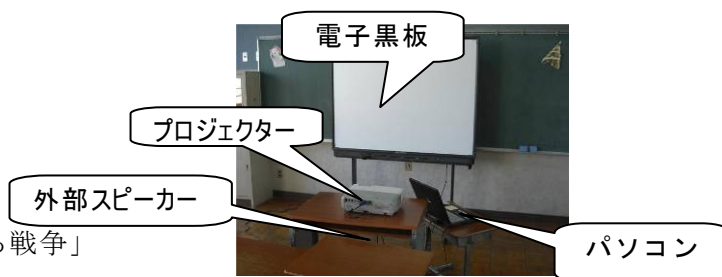 電子黒板
プロジェクター
外部スピーカー
戦争」
パソコン